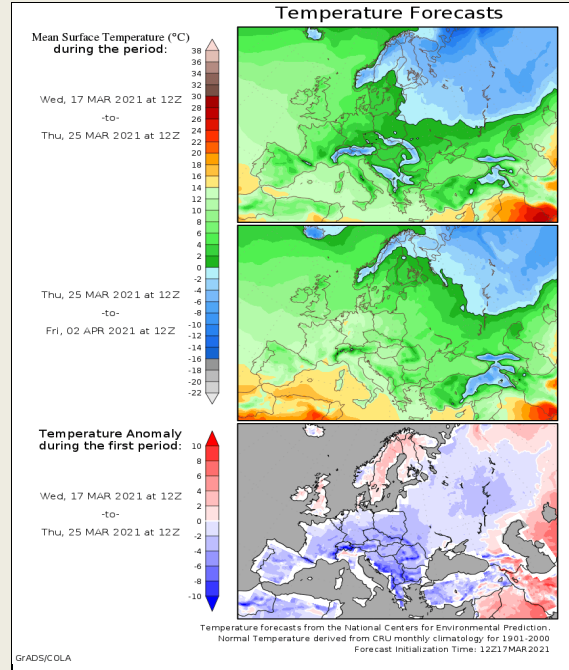 Temperature Forecasts
Mean Surface Temperature (°C)
during the period:
Wed, 17 MAR 2021 at 12Z
-to-
Thu, 25 MAR 2021 at 12Z
38
36
34
32
30
28
26
24
22
20
18
16
14
12
10
8
6
4
2
0
-2
-4
-6
-8
-10
-12
-14
-16
-18
-20
-22
Thu, 25 MAR 2021 at 12Z
-to-
Fri, 02 APR 2021 at 12Z
Temperature Anomaly
during the first period:
Wed, 17 MAR 2021 at 12Z
-to-
Thu, 25 MAR 2021 at 12Z
10
8
6
4
2
0
-2
-4
-6
-8
-10
Temperature forecasts from the National Centers for Environmental Prediction.
Normal Temperature derived from CRU monthly climatology for 1901-2000
Forecast Initialization Time: 12Z17MAR2021
GrADS/COLA